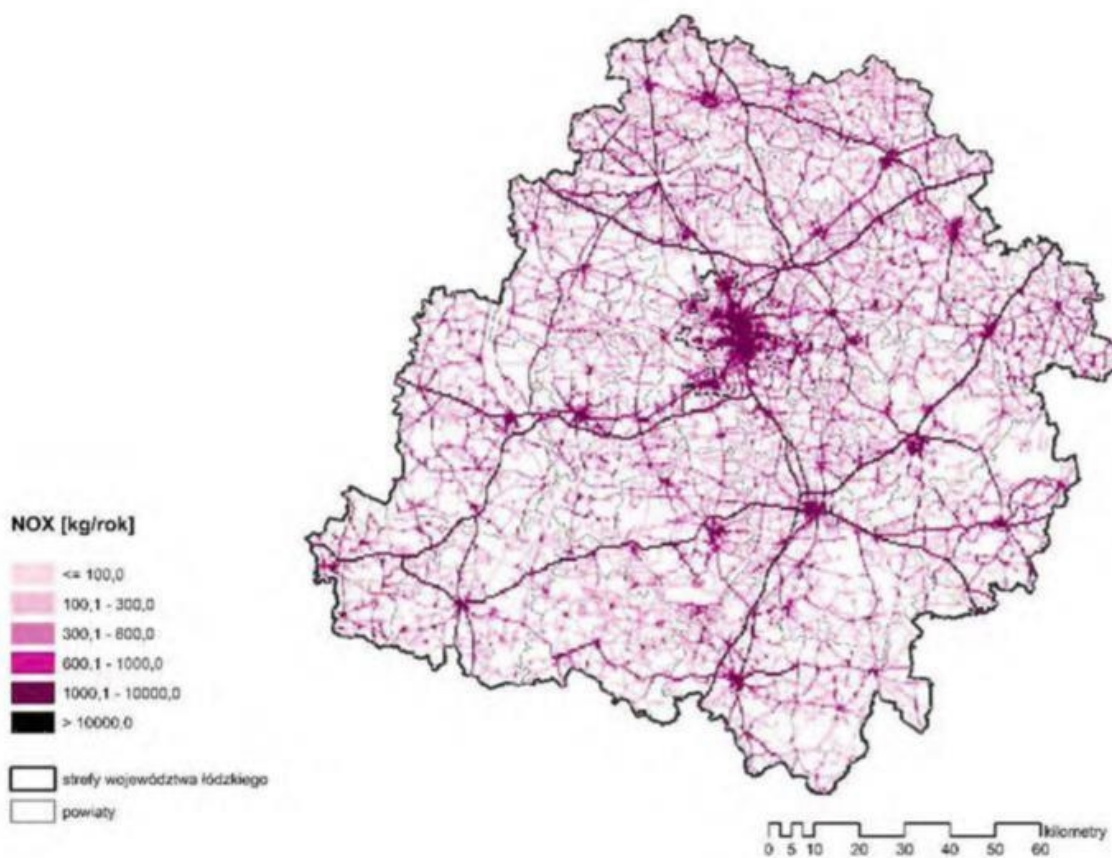 NOX [kg/rok]
<= 100,0
100,1 - 300,0
300,1 - 800,0
600,1 - 1000,0
1000,1 - 10000,0
> 10000,0
strefy województwa łódzkiego
powiaty
kilometry
0 5 10 20 30 40 50 60